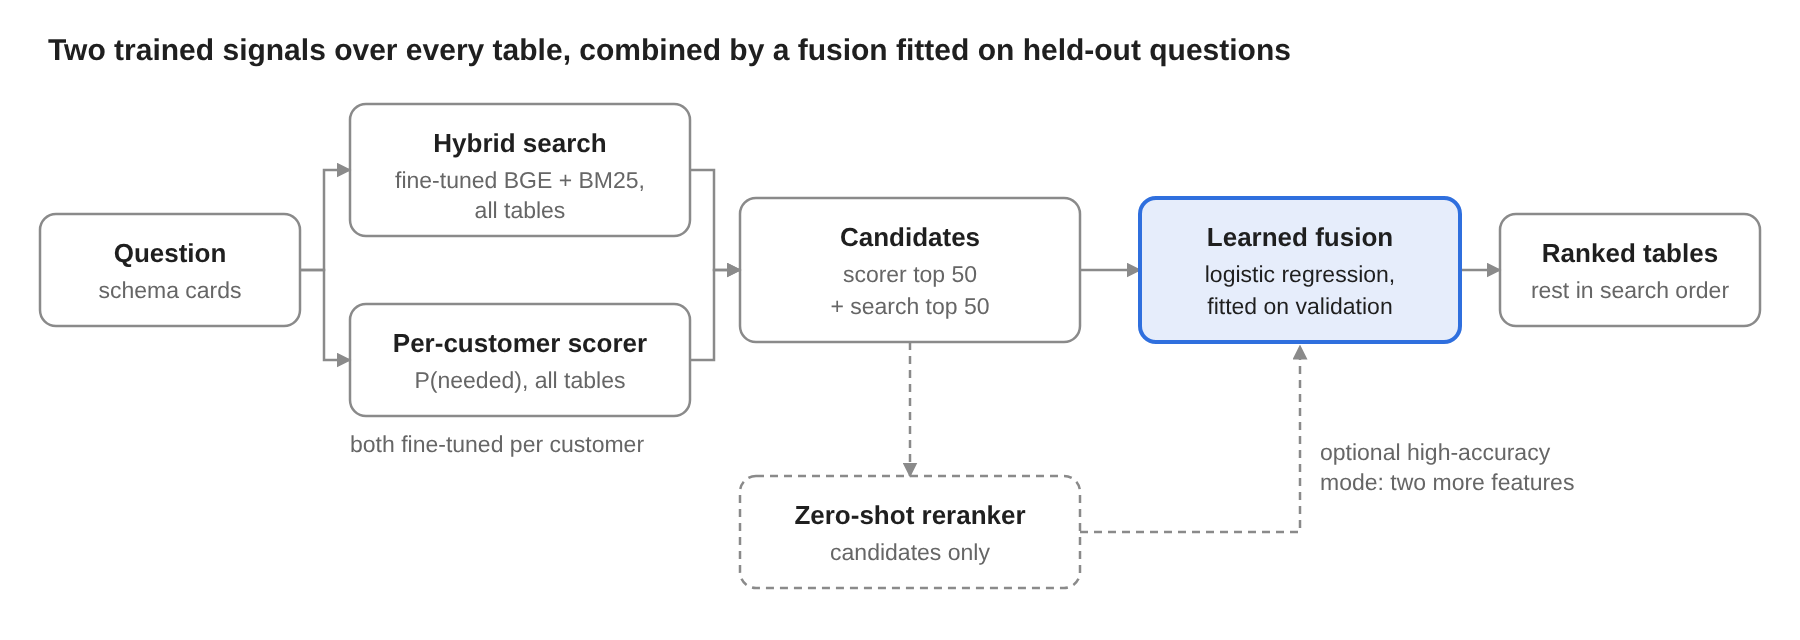 Two trained signals over every table, combined by a fusion fitted on held-out questions
Question
schema cards
Hybrid search
fine-tuned BGE + BM25,
all tables
Per-customer scorer
P(needed), all tables
both fine-tuned per customer
Candidates
scorer top 50
+ search top 50
Zero-shot reranker
candidates only
Learned fusion
logistic regression,
fitted on validation
optional high-accuracy
mode: two more features
Ranked tables
rest in search order